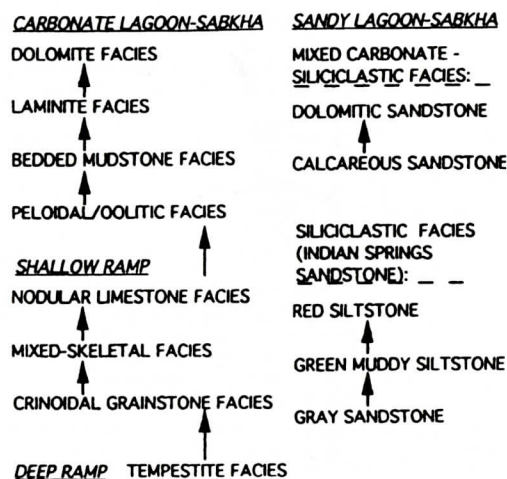 CARBONATE LAGOON-SABKHA
DOLOMITE FACIES
LAMINITE FACIES
BEDDED MUDSTONE FACIES
PELOIDAL/OOLITIC FACIES
SHALLOW RAMP
NODULAR LIMESTONE FACIES
MIXED-SKELETAL FACIES
CRINOIDAL GRAINSTONE FACIES
DEEP RAMP TEMPESTITE FACIES
SANDY LAGOON-SABKHA
MIXED CARBONATE -
SILICICLASTIC FACIES:
DOLOMITIC SANDSTONE
CALCAREOUS SANDSTONE
SILICICLASTIC FACIES
(INDIAN SPRINGS
SANDSTONE):
RED SILTSTONE
GREEN MUDDY SILTSTONE
GRAY SANDSTONE